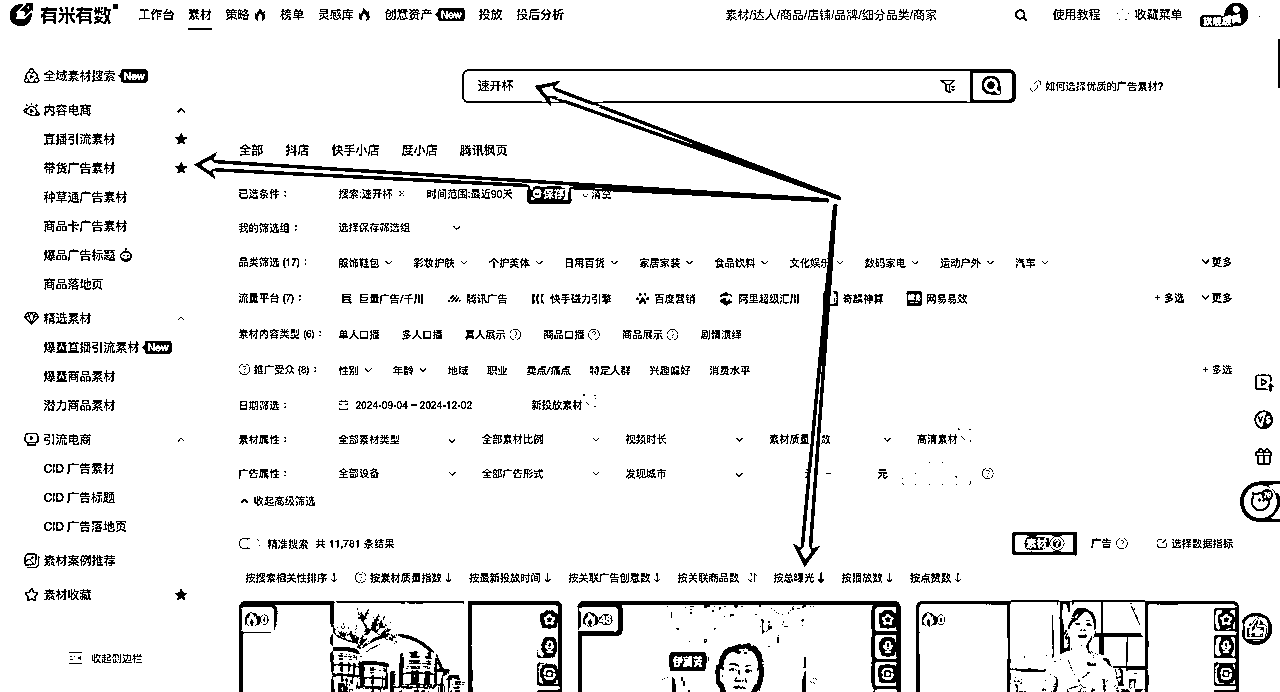 有米有数 工作台 素材 策略 榜单 灵感库 创意资产 New 投放 投后分析 素材/达人/商品/店铺/品牌/细分品类/商家 使用教程 收藏菜单
全域素材搜索 New
内容电商
直播引流素材
带货广告素材
种草通广告素材
商品卡广告素材
爆品广告标题
商品落地页
精选素材
爆量直播引流素材 New
爆量商品素材
潜力商品素材
引流电商
CID 广告素材
CID 广告标题
CID 广告落地页
素材案例推荐
素材收藏
收起侧边栏
速开杯 如何选择优质的广告素材?
全部 抖店 快手小店 度小店 腾讯枫页
已选条件: 搜索:速开杯 × 时间范围:最近90天 保存 清空
我的筛选组: 选择保存筛选组
品类筛选 (17): 服饰鞋包 彩妆护肤 个护美体 日用百货 家居家装 食品饮料 文化娱乐 数码家电 运动户外 汽车 更多
流量平台 (7): 巨量广告/千川 腾讯广告 快手磁力引擎 百度营销 阿里超级汇川 奇麟神算 网易易效 + 多选 更多
素材内容类型 (6): 单人口播 多人口播 真人展示 商品口播 商品展示 剧情演绎
推广受众 (8): 性别 年龄 地域 职业 卖点/痛点 特定人群 兴趣偏好 消费水平 + 多选
日期筛选: 2024-09-04 ~ 2024-12-02 新投放素材
素材属性: 全部素材类型 全部素材比例 视频时长 素材质量 数 高清素材
广告属性: 全部设备 全部广告形式 发现城市 元
收起高级筛选
精准搜索 共 11,781 条结果 素材 广告 选择数据指标
按搜索相关性排序 按素材质量指数 按最新投放时间 按关联广告创意数 按关联商品数 按总曝光 按播放数 按点赞数